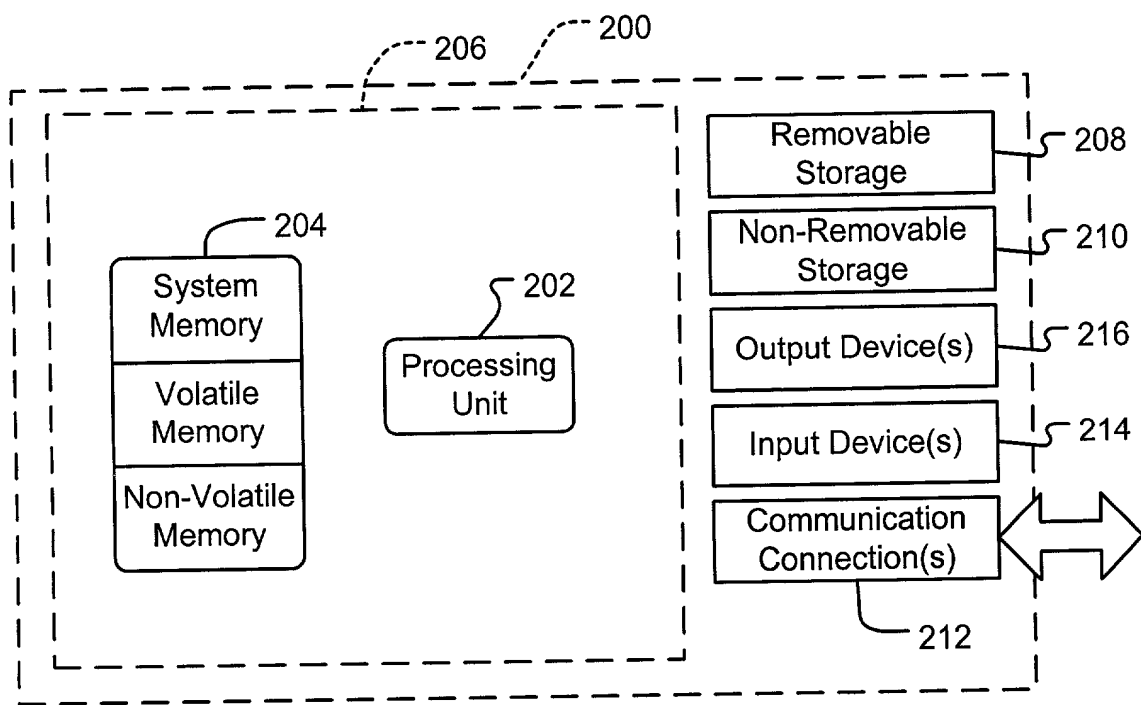 200
206
Removable
Storage
208
204
Non-Removable
Storage
210
System
Memory
202
Output Device(s)
216
Processing
Unit
Volatile
Memory
Input Device(s)
214
Non-Volatile
Memory
Communication
Connection(s)
212